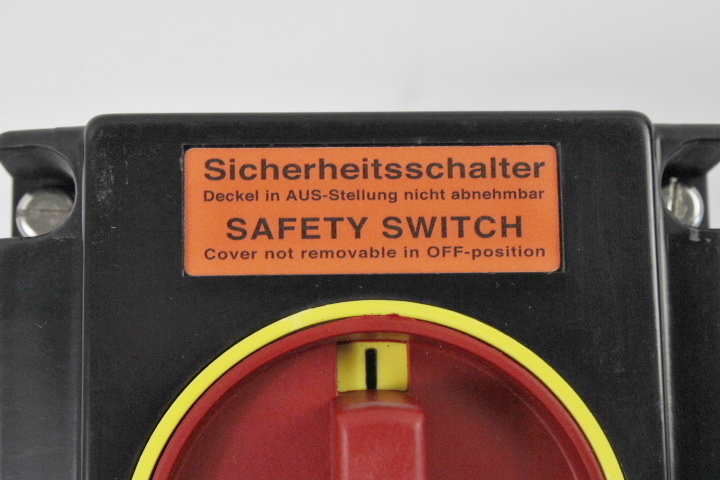 Sicherheitsschalter
Deckel in AUS-Stellung nicht abnehmbar
SAFETY SWITCH
Cover not removable in OFF-position
I